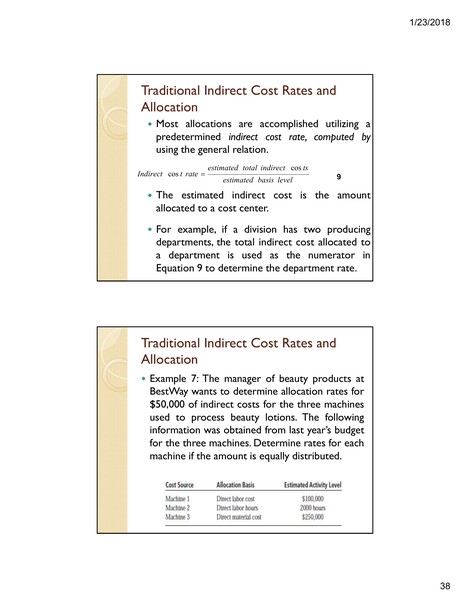 1/23/2018
Traditional Indirect Cost Rates and
Allocation
• Most allocations are accomplished utilizing a
predetermined indirect cost rate, computed by
using the general relation.
Indirect cos t rate = estimated total indirect cos ts
estimated basis level
9
• The estimated indirect cost is the amount
allocated to a cost center.
• For example, if a division has two producing
departments, the total indirect cost allocated to
a department is used as the numerator in
Equation 9 to determine the department rate.
Traditional Indirect Cost Rates and
Allocation
• Example 7: The manager of beauty products at
BestWay wants to determine allocation rates for
$50,000 of indirect costs for the three machines
used to process beauty lotions. The following
information was obtained from last year's budget
for the three machines. Determine rates for each
machine if the amount is equally distributed.
Cost Source Allocation Basis Estimated Activity Level
Machine 1 Direct labor cost $100,000
Machine 2 Direct labor hours 2000 hours
Machine 3 Direct material cost $250,000
38